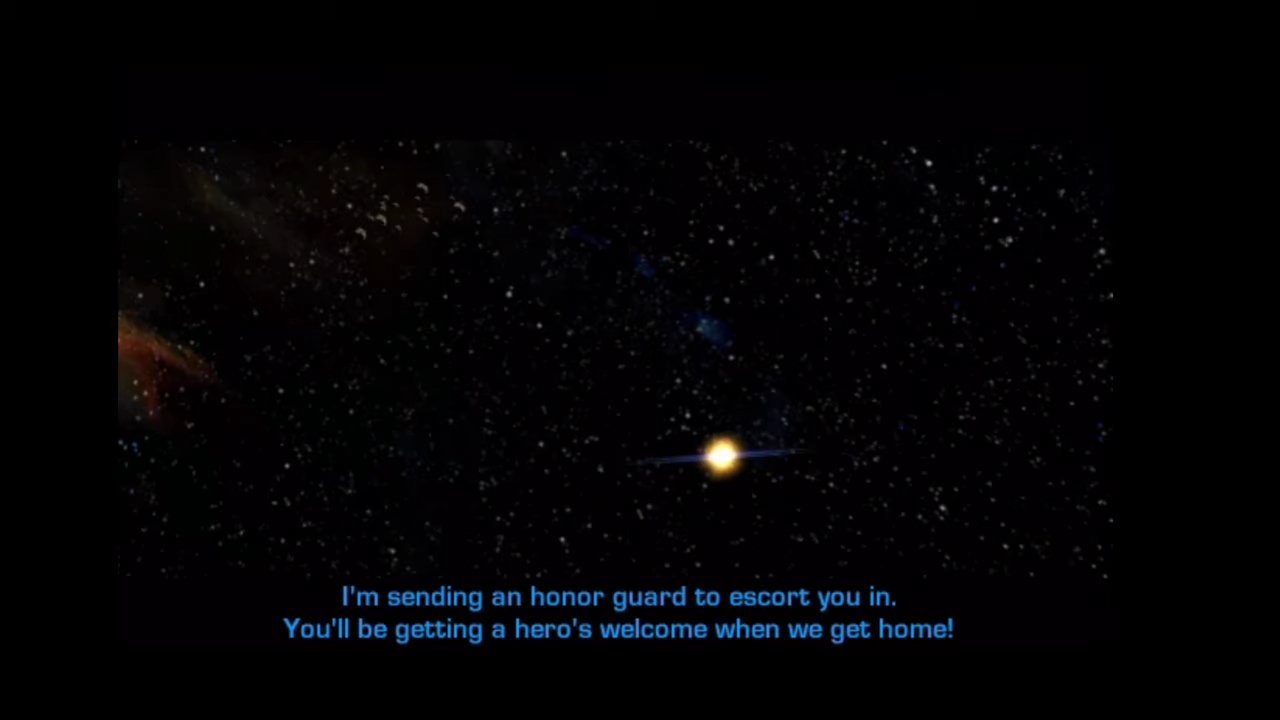 I'm sending an honor guard to escort you in.
You'll be getting a hero's welcome when we get home!